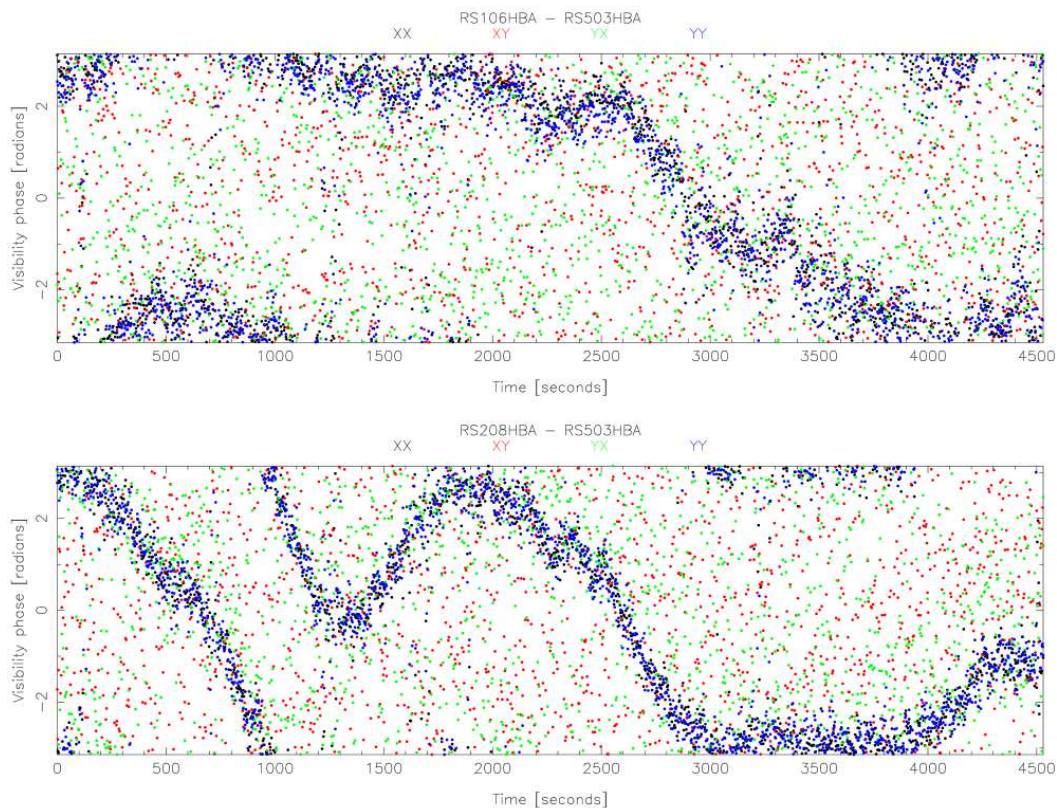 RS106HBA - RS503HBA
XX XY YX YY
Visibility phase [radians]
2
0
-2
0 500 1000 1500 2000 2500 3000 3500 4000 4500
Time [seconds]
RS208HBA - RS503HBA
XX XY YX YY
Visibility phase [radians]
2
0
-2
0 500 1000 1500 2000 2500 3000 3500 4000 4500
Time [seconds]